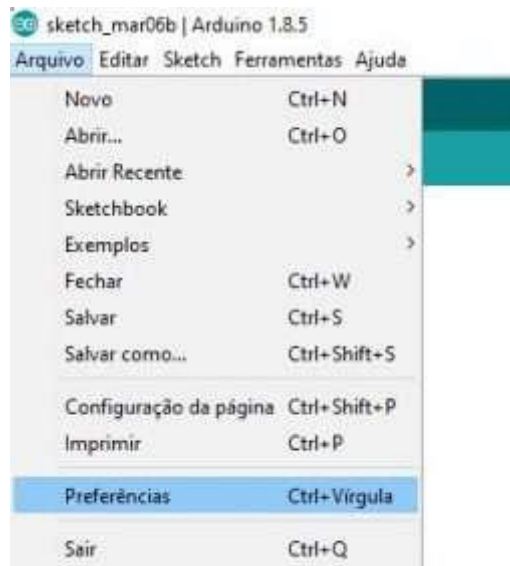 sketch_mar06b | Arduino 1.8.5
Arquivo Editar Sketch Ferramentas Ajuda
Novo Ctrl+N
Abrir... Ctrl+O
Abrir Recente
Sketchbook
Exemplos
Fechar Ctrl+W
Salvar Ctrl+S
Salvar como... Ctrl+Shift+S
Configuração da página Ctrl+Shift+P
Imprimir Ctrl+P
Preferências Ctrl+Vírgula
Sair Ctrl+Q